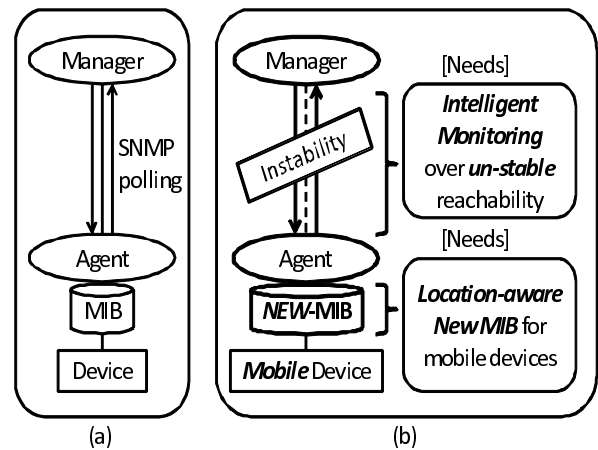 Manager
SNMP
polling
Agent
MIB
Device
(a)
Manager
Instability
Agent
NEW-MIB
Mobile Device
[Needs]
Intelligent
Monitoring
over un-stable
reachability
[Needs]
Location-aware
New MIB for
mobile devices
(b)